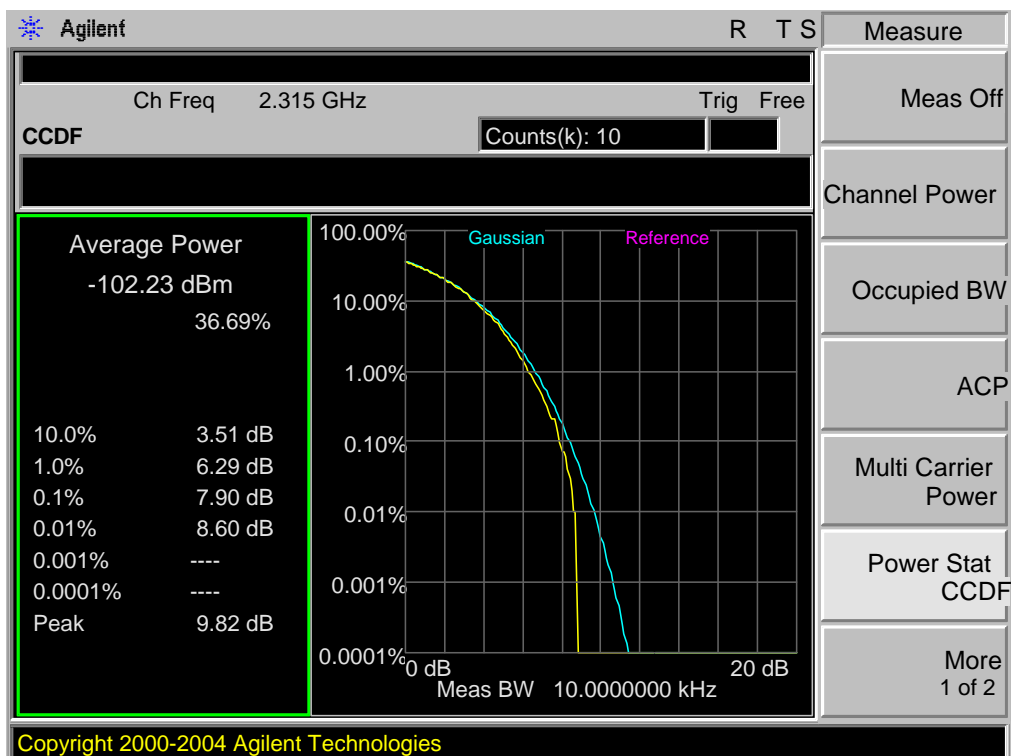 Agilent
R T S
Measure
Ch Freq 2.315 GHz
Trig Free
CCDF
Counts(k): 10
Meas Off
Channel Power
Occupied BW
ACP
Multi Carrier
Power
Power Stat
CCDF
More
1 of 2
Average Power
-102.23 dBm
36.69%
10.0% 3.51 dB
1.0% 6.29 dB
0.1% 7.90 dB
0.01% 8.60 dB
0.001% ----
0.0001% ----
Peak 9.82 dB
Gaussian
Reference
100.00%
10.00%
1.00%
0.10%
0.01%
0.001%
0.0001%
0 dB
20 dB
Meas BW 10.0000000 kHz
Copyright 2000-2004 Agilent Technologies